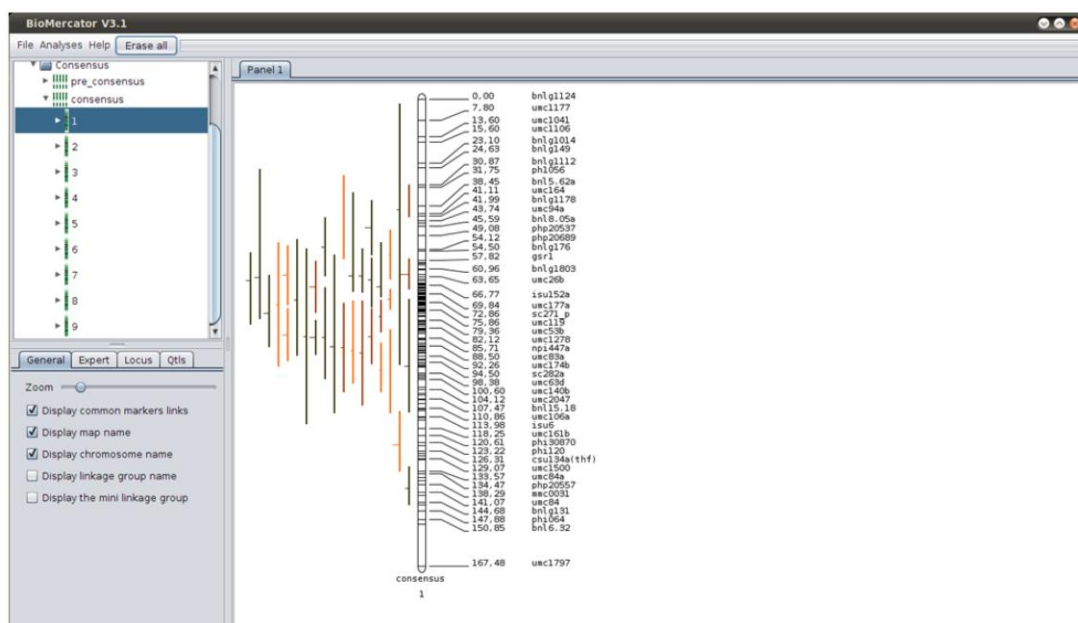 BioMercator V3.1
File Analyses Help Erase all
Consensus
pre_consensus
consensus
1
2
3
4
5
6
7
8
9
General Expert Locus Qtls
Zoom
Display common markers links
Display map name
Display chromosome name
Display linkage group name
Display the mini linkage group
Panel 1
0,00 bnlg1124
7,80 umc1177
13,60 umc1041
15,60 umc1106
23,10 bnlg1014
24,63 bnlg149
30,87 bnlg1112
31,75 ph1056
38,45 bnl5.62a
41,11 umc164
41,99 bnlg1178
43,74 umc94a
45,59 bnl8.05a
49,08 php20537
54,12 php20689
54,50 bnlg176
57,82 gsr1
60,96 bnlg1803
63,65 umc26b
66,77 isu152a
69,84 umc177a
72,86 sc271_p
75,86 umc119
79,36 umc53b
82,12 umc1278
85,71 npi447a
88,50 umc83a
92,26 umc174b
94,50 sc282a
98,38 umc63d
100,60 umc140b
104,12 umc2047
107,47 bnl15.18
110,86 umc106a
113,98 isu6
118,25 umc161b
120,61 phi30870
123,22 phi120
126,31 csu134a(thf)
129,07 umc1500
133,57 umc84a
134,47 php20557
138,29 mmc0031
141,07 umc84
144,68 bnlg131
147,88 phi064
150,85 bnl6.32
167,48 umc1797
consensus
1